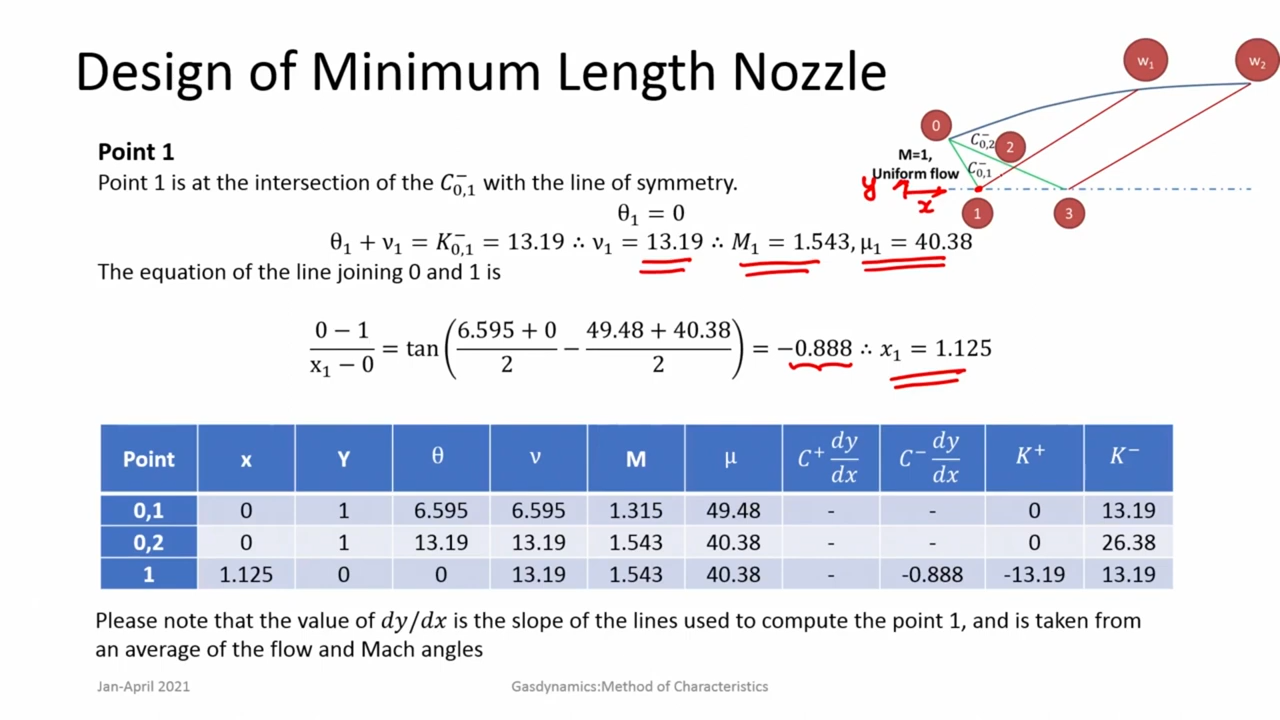 Design of Minimum Length Nozzle
w₁
w₂
0
C⁻₀,₂
2
M=1,
Uniform flow
C⁻₀,₁
y
x
1
3
Point 1
Point 1 is at the intersection of the C⁻₀,₁ with the line of symmetry.
θ₁ = 0
θ₁ + ν₁ = K⁻₀,₁ = 13.19 ∴ ν₁ = 13.19 ∴ M₁ = 1.543, μ₁ = 40.38
The equation of the line joining 0 and 1 is
(0 − 1)/(x₁ − 0) = tan((6.595 + 0)/2 − (49.48 + 40.38)/2) = −0.888 ∴ x₁ = 1.125
Point x Y θ ν M μ C⁺ dy/dx C⁻ dy/dx K⁺ K⁻
0,1 0 1 6.595 6.595 1.315 49.48 - - 0 13.19
0,2 0 1 13.19 13.19 1.543 40.38 - - 0 26.38
1 1.125 0 0 13.19 1.543 40.38 - -0.888 -13.19 13.19
Please note that the value of dy/dx is the slope of the lines used to compute the point 1, and is taken from
an average of the flow and Mach angles
Jan-April 2021
Gasdynamics:Method of Characteristics